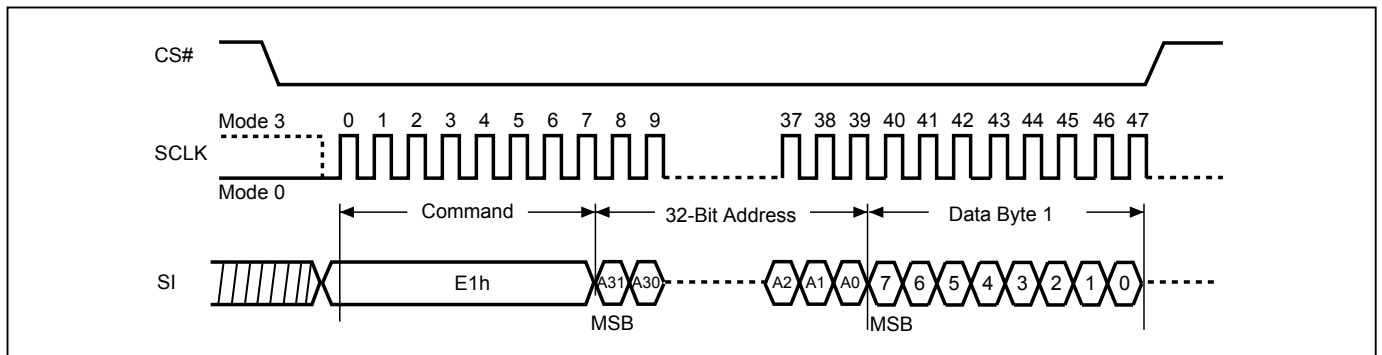 CS#
Mode 3
0 1 2 3 4 5 6 7 8 9 37 38 39 40 41 42 43 44 45 46 47
SCLK
Mode 0
Command 32-Bit Address Data Byte 1
SI E1h A31 A30 A2 A1 A0 7 6 5 4 3 2 1 0
MSB MSB